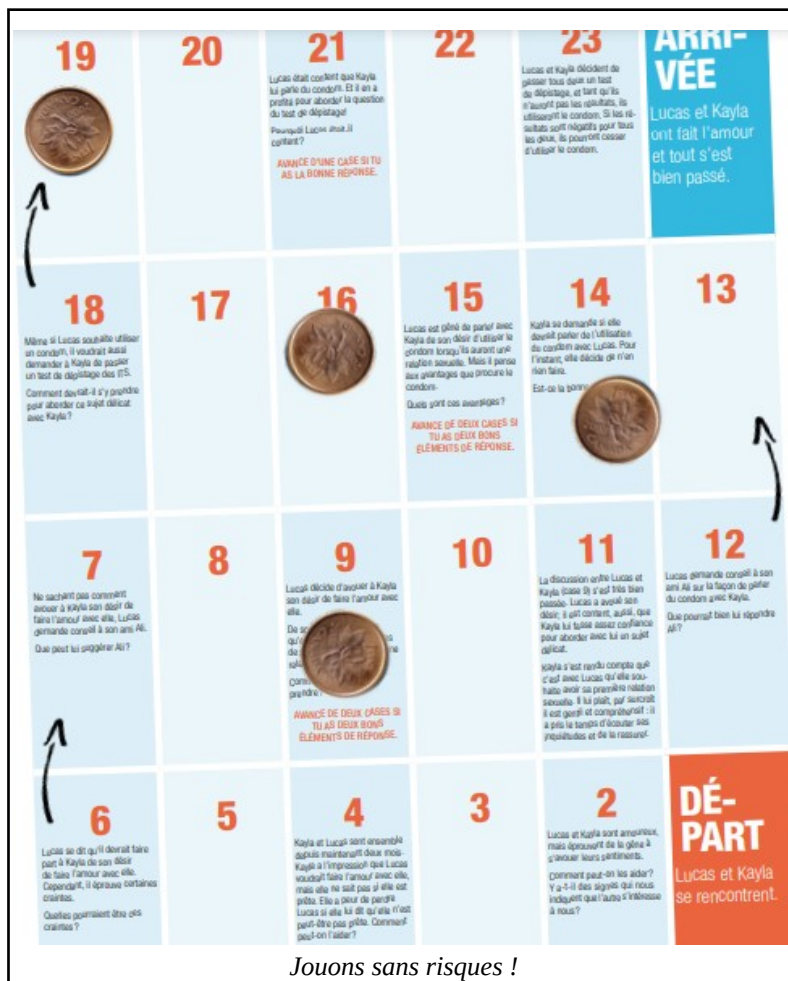 19
20
21
Lucas était content que Kayla
lui parle du condom. Et il en a
profité pour aborder la question
du test de dépistage!
Pourquoi Lucas était-il
content?
AVANCE D'UNE CASE SI TU
AS LA BONNE RÉPONSE.
22
23
Lucas et Kayla décident de
passer tous deux un test
de dépistage, et tant qu'ils
n'auront pas les résultats, ils
utiliseront le condom. Si les ré-
sultats sont négatifs pour tous
les deux, ils pourront cesser
d'utiliser le condom.
ARRI-
VÉE
Lucas et Kayla
ont fait l'amour
et tout s'est
bien passé.
18
Même si Lucas souhaite utiliser
un condom, il voudrait aussi
demander à Kayla de passer
un test de dépistage des ITS.
Comment devrait-il s'y prendre
pour aborder ce sujet délicat
avec Kayla?
17
16
15
Lucas est gêné de parler avec
Kayla de son désir d'utiliser le
condom lorsqu'ils auront une
relation sexuelle. Mais il pense
aux avantages que procure le
condom.
Quels sont ces avantages?
AVANCE DE DEUX CASES SI
TU AS DEUX BONS
ÉLÉMENTS DE RÉPONSE.
14
Kayla se demande si elle
devrait parler de l'utilisation
du condom avec Lucas. Pour
l'instant, elle décide de n'en
rien faire.
Est-ce la bonne
13
7
Ne sachant pas comment
avouer à Kayla son désir de
faire l'amour avec elle, Lucas
demande conseil à son ami Ali.
Que peut lui suggérer Ali?
8
9
Lucas décide d'avouer à Kayla
son désir de faire l'amour avec
elle.
De
prendre?
AVANCE DE DEUX CASES SI
TU AS DEUX BONS
ÉLÉMENTS DE RÉPONSE.
10
11
La discussion entre Lucas et
Kayla (case 9) s'est très bien
passée. Lucas a avoué son
désir; il est content, aussi, que
Kayla lui fasse assez confiance
pour aborder avec lui un sujet
délicat.
Kayla s'est rendu compte que
c'est avec Lucas qu'elle sou-
haite avoir sa première relation
sexuelle. Il lui plaît, par surcroît
il est gentil et compréhensif : il
a pris le temps d'écouter ses
inquiétudes et de la rassurer.
12
Lucas demande conseil à son
ami Ali sur la façon de parler
du condom avec Kayla.
Que pourrait bien lui répondre
Ali?
6
Lucas se dit qu'il devrait faire
part à Kayla de son désir
de faire l'amour avec elle.
Cependant, il éprouve certaines
craintes.
Quelles pourraient être ces
craintes?
5
4
Kayla et Lucas sont ensemble
depuis maintenant deux mois.
Kayla a l'impression que Lucas
voudrait faire l'amour avec elle,
mais elle ne sait pas si elle est
prête. Elle a peur de perdre
Lucas si elle lui dit qu'elle n'est
peut-être pas prête. Comment
peut-on l'aider?
3
2
Lucas et Kayla sont amoureux,
mais éprouvent de la gêne à
s'avouer leurs sentiments.
Comment peut-on les aider?
Y a-t-il des signes qui nous
indiquent que l'autre s'intéresse
à nous?
DÉ-
PART
Lucas et Kayla
se rencontrent.
Jouons sans risques !